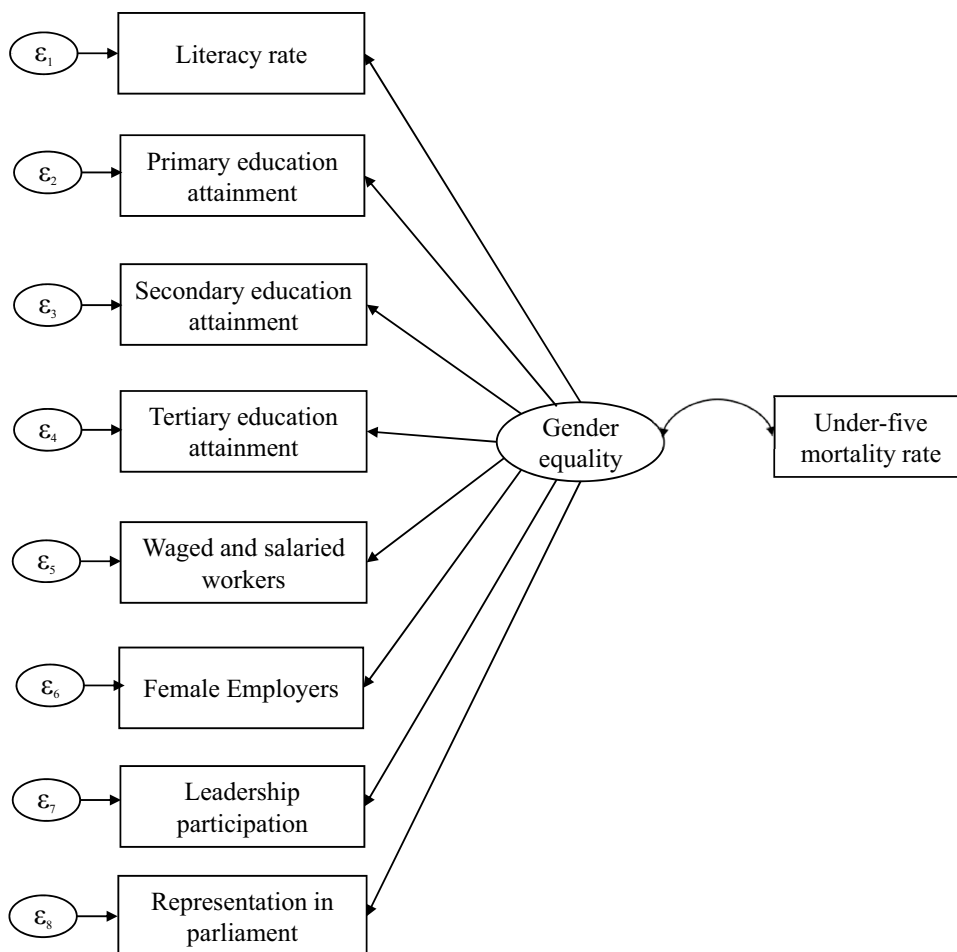 ε₁
Literacy rate
ε₂
Primary education
attainment
ε₃
Secondary education
attainment
ε₄
Tertiary education
attainment
Gender
equality
Under-five
mortality rate
ε₅
Waged and salaried
workers
ε₆
Female Employers
ε₇
Leadership
participation
ε₈
Representation in
parliament